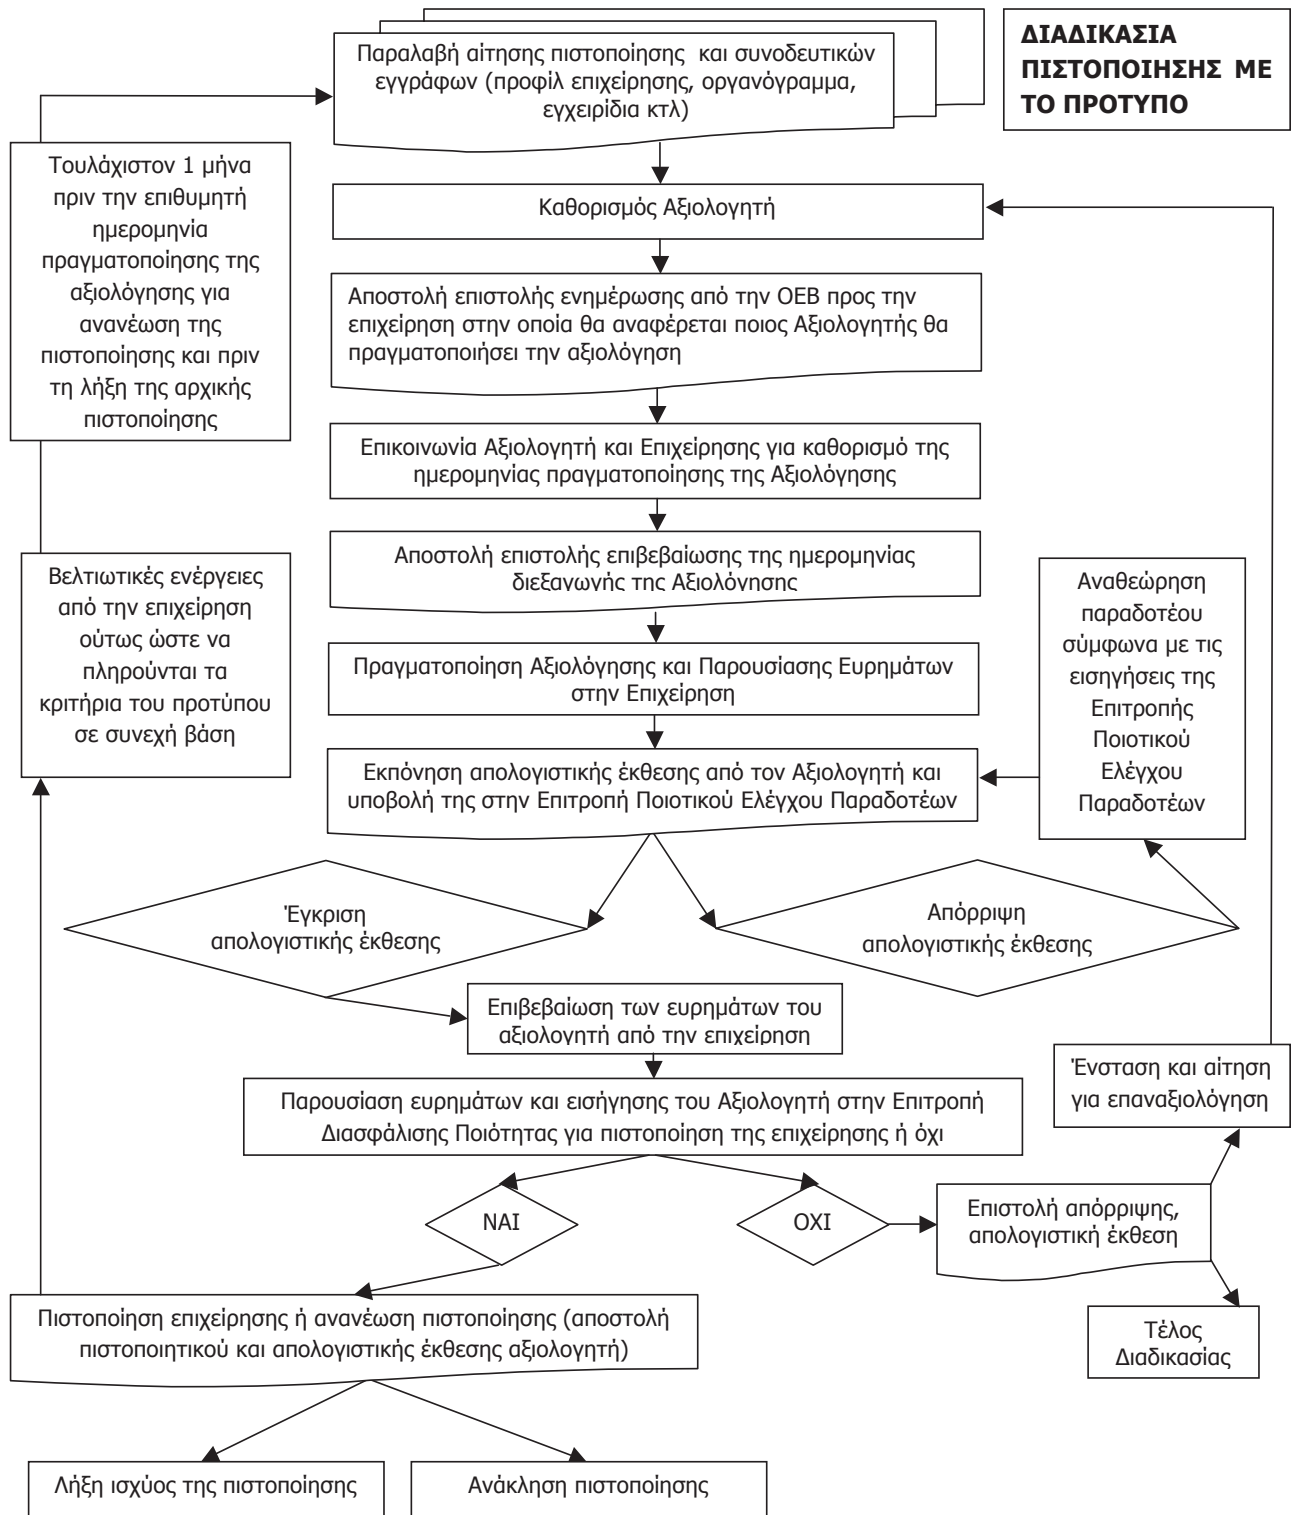 ΔΙΑΔΙΚΑΣΙΑ
ΠΙΣΤΟΠΟΙΗΣΗΣ ΜΕ
ΤΟ ΠΡΟΤΥΠΟ
Παραλαβή αίτησης πιστοποίησης και συνοδευτικών
εγγράφων (προφίλ επιχείρησης, οργανόγραμμα,
εγχειρίδια κτλ)
Τουλάχιστον 1 μήνα
πριν την επιθυμητή
ημερομηνία
πραγματοποίησης της
αξιολόγησης για
ανανέωση της
πιστοποίησης και πριν
τη λήξη της αρχικής
πιστοποίησης
Καθορισμός Αξιολογητή
Αποστολή επιστολής ενημέρωσης από την ΟΕΒ προς την
επιχείρηση στην οποία θα αναφέρεται ποιος Αξιολογητής θα
πραγματοποιήσει την αξιολόγηση
Επικοινωνία Αξιολογητή και Επιχείρησης για καθορισμό της
ημερομηνίας πραγματοποίησης της Αξιολόγησης
Αποστολή επιστολής επιβεβαίωσης της ημερομηνίας
διεξαγωγής της Αξιολόγησης
Βελτιωτικές ενέργειες
από την επιχείρηση
ούτως ώστε να
πληρούνται τα
κριτήρια του προτύπου
σε συνεχή βάση
Αναθεώρηση
παραδοτέου
σύμφωνα με τις
εισηγήσεις της
Επιτροπής
Ποιοτικού
Ελέγχου
Παραδοτέων
Πραγματοποίηση Αξιολόγησης και Παρουσίασης Ευρημάτων
στην Επιχείρηση
Εκπόνηση απολογιστικής έκθεσης από τον Αξιολογητή και
υποβολή της στην Επιτροπή Ποιοτικού Ελέγχου Παραδοτέων
Έγκριση
απολογιστικής έκθεσης
Απόρριψη
απολογιστικής έκθεσης
Επιβεβαίωση των ευρημάτων του
αξιολογητή από την επιχείρηση
Ένσταση και αίτηση
για επαναξιολόγηση
Παρουσίαση ευρημάτων και εισήγησης του Αξιολογητή στην Επιτροπή
Διασφάλισης Ποιότητας για πιστοποίηση της επιχείρησης ή όχι
ΝΑΙ
ΟΧΙ
Επιστολή απόρριψης,
απολογιστική έκθεση
Πιστοποίηση επιχείρησης ή ανανέωση πιστοποίησης (αποστολή
πιστοποιητικού και απολογιστικής έκθεσης αξιολογητή)
Τέλος
Διαδικασίας
Λήξη ισχύος της πιστοποίησης
Ανάκληση πιστοποίησης